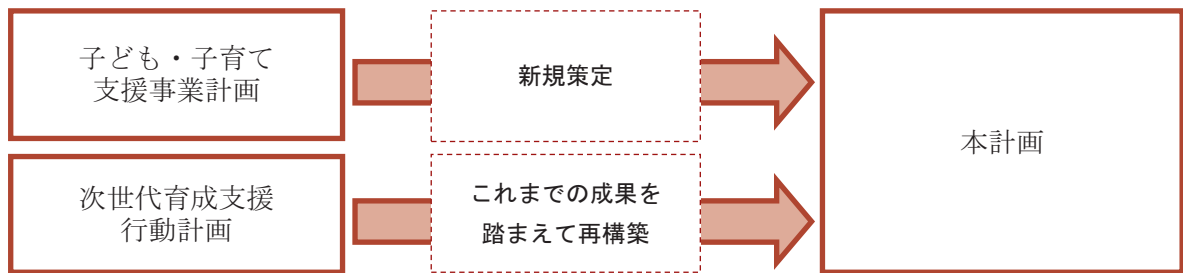 子ども・子育て
支援事業計画
新規策定
本計画
次世代育成支援
行動計画
これまでの成果を
踏まえて再構築